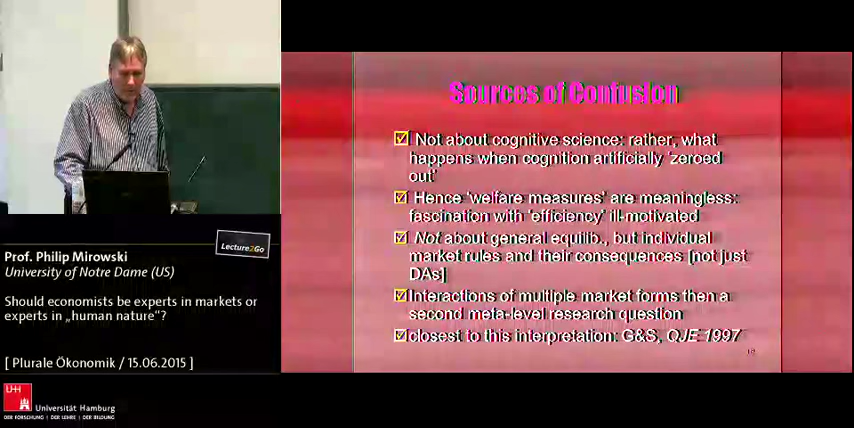 Sources of Confusion
Not about cognitive science: rather, what
happens when cognition artificially 'zeroed
out'
Hence 'welfare measures' are meaningless:
fascination with 'efficiency' ill-motivated
Not about general equilib., but individual
market rules and their consequences [not just
DAs]
Interactions of multiple market forms then a
second meta-level research question
closest to this interpretation: G&S, QJE 1997
Lecture2Go
Prof. Philip Mirowski
University of Notre Dame (US)
Should economists be experts in markets or
experts in „human nature“?
[ Plurale Ökonomik / 15.06.2015 ]
UH
Universität Hamburg
DER FORSCHUNG | DER LEHRE | DER BILDUNG